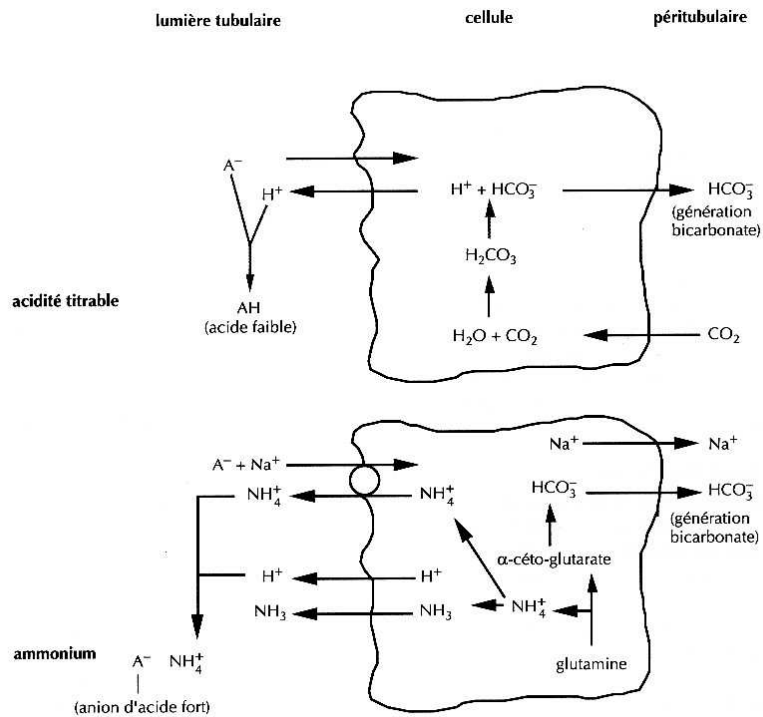 lumière tubulaire cellule péritubulaire
A⁻
H⁺ H⁺ + HCO₃⁻ HCO₃⁻
(génération
bicarbonate)
H₂CO₃
acidité titrable
AH
(acide faible)
H₂O + CO₂ CO₂
Na⁺ Na⁺
A⁻ + Na⁺
NH₄⁺ NH₄⁺ HCO₃⁻ HCO₃⁻
(génération
bicarbonate)
α-céto-glutarate
H⁺ H⁺
NH₃ NH₃ NH₄⁺
ammonium
A⁻ NH₄⁺
glutamine
(anion d'acide fort)